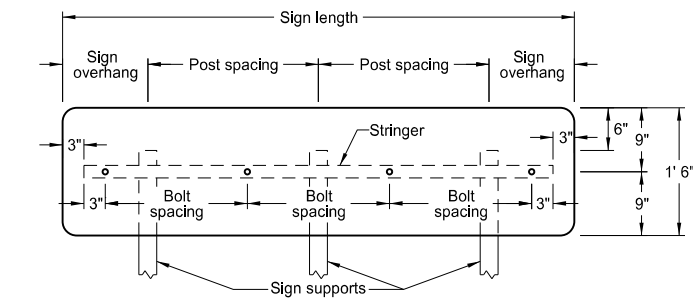 Sign length
Sign
overhang
Post spacing
Post spacing
Sign
overhang
Stringer
3"
3"
6"
9"
1' 6"
3"
Bolt
spacing
Bolt
spacing
Bolt
spacing
3"
9"
Sign supports